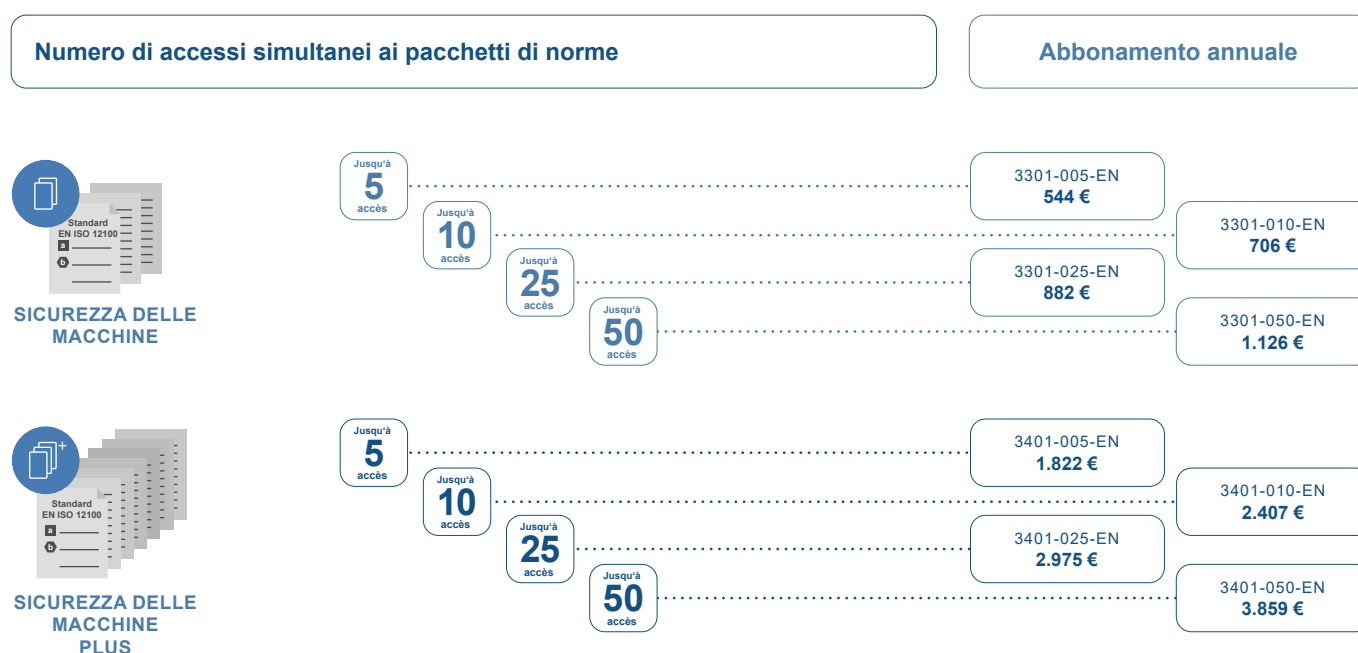 Numero di accessi simultanei ai pacchetti di norme
Abbonamento annuale
Jusqu'à
5
accès
3301-005-EN
544 €
Jusqu'à
10
accès
3301-010-EN
706 €
Standard
EN ISO 12100
a
b
Jusqu'à
25
accès
3301-025-EN
882 €
SICUREZZA DELLE
MACCHINE
Jusqu'à
50
accès
3301-050-EN
1.126 €
Jusqu'à
5
accès
3401-005-EN
1.822 €
+
Jusqu'à
10
accès
3401-010-EN
2.407 €
Standard
EN ISO 12100
a
b
Jusqu'à
25
accès
3401-025-EN
2.975 €
Jusqu'à
50
accès
3401-050-EN
3.859 €
SICUREZZA DELLE
MACCHINE
PLUS